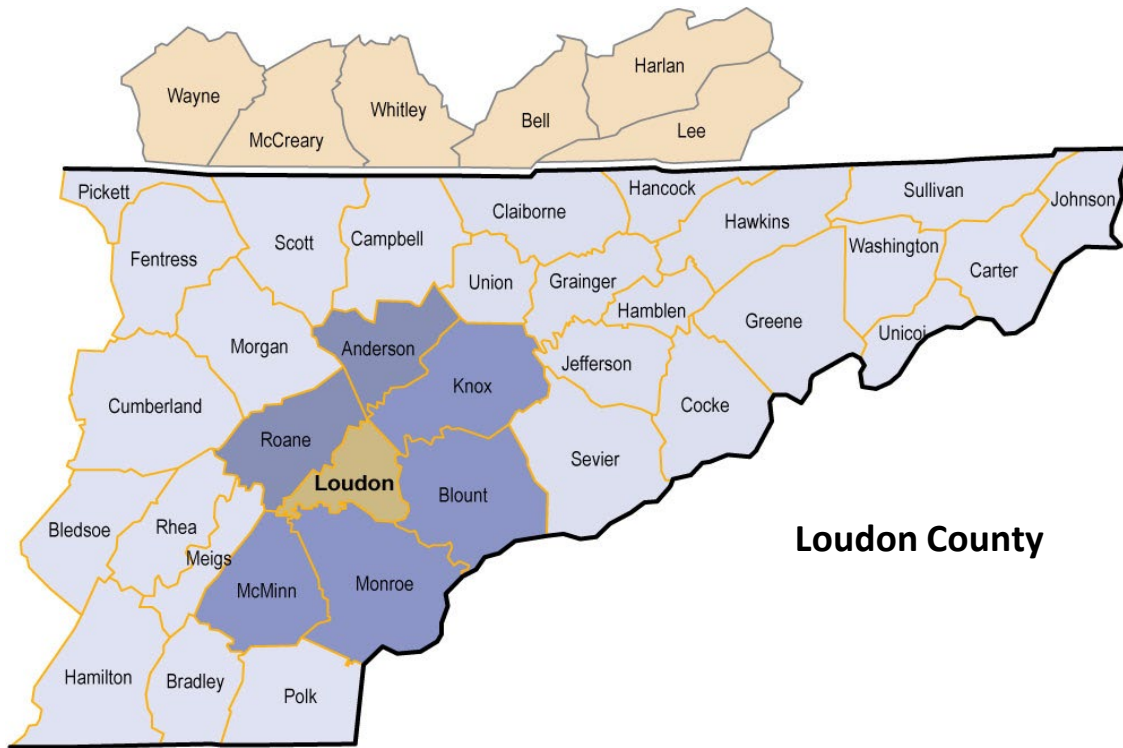 Harlan
Wayne
Whitley
Bell
Lee
McCreary
Pickett
Hancock
Sullivan
Johnson
Claiborne
Hawkins
Scott
Campbell
Washington
Fentress
Carter
Union
Grainger
Hamblen
Greene
Unicoi
Morgan
Anderson
Jefferson
Knox
Cumberland
Cocke
Roane
Sevier
Loudon
Blount
Bledsoe
Rhea
Loudon County
Meigs
McMinn
Monroe
Hamilton
Bradley
Polk